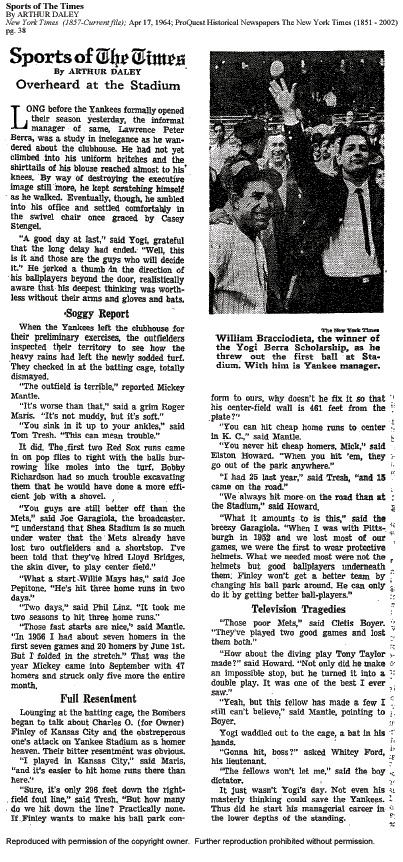 Sports of The Times
By ARTHUR DALEY
New York Times (1857-Current file); Apr 17, 1964; ProQuest Historical Newspapers The New York Times (1851 - 2002)
pg. 38
Sports of The Times
By ARTHUR DALEY
Overheard at the Stadium
LONG before the Yankees formally opened
their season yesterday, the informal
manager of same, Lawrence Peter
Berra, was a study in inelegance as he wan-
dered about the clubhouse. He had not yet
climbed into his uniform britches and the
shirttails of his blouse reached almost to his
knees. By way of destroying the executive
image still more, he kept scratching himself
as he walked. Eventually, though, he ambled
into his office and settled comfortably in
the swivel chair once graced by Casey
Stengel.
"A good day at last," said Yogi, grateful
that the long delay had ended. "Well, this
is it and those are the guys who will decide
it." He jerked a thumb in the direction of
his ballplayers beyond the door, realistically
aware that his deepest thinking was worth-
less without their arms and gloves and bats.
Soggy Report
When the Yankees left the clubhouse for
their preliminary exercises, the outfielders
inspected their territory to see how the
heavy rains had left the newly sodded turf.
They checked in at the batting cage, totally
dismayed.
"The outfield is terrible," reported Mickey
Mantle.
"It's worse than that," said a grim Roger
Maris. "It's not muddy, but it's soft."
"You sink in it up to your ankles," said
Tom Tresh. "This can mean trouble."
It did. The first two Red Sox runs came
in on pop flies to right with the balls bur-
rowing like moles into the turf. Bobby
Richardson had so much trouble excavating
them that he would have done a more effi-
cient job with a shovel.
"You guys are still better off than the
Mets," said Joe Garagiola, the broadcaster.
"I understand that Shea Stadium is so much
under water that the Mets already have
lost two outfielders and a shortstop. I've
been told that they've hired Lloyd Bridges,
the skin diver, to play center field."
"What a start Willie Mays has," said Joe
Pepitone. "He's hit three home runs in two
days."
"Two days," said Phil Linz. "It took me
two seasons to hit three home runs."
"Those fast starts are nice," said Mantle.
"In 1956 I had about seven homers in the
first seven games and 20 homers by June 1st.
But I folded in the stretch." That was the
year Mickey came into September with 47
homers and struck only five more the entire
month.
Full Resentment
Lounging at the batting cage, the Bombers
began to talk about Charles O. (for Owner)
Finley of Kansas City and the obstreperous
one's attack on Yankee Stadium as a homer
heaven. Their bitter resentment was obvious.
"I played in Kansas City," said Maris,
"and it's easier to hit home runs there than
here."
"Sure, it's only 296 feet down the right-
field foul line," said Tresh. "But how many
do we hit down the line? Practically none.
If Finley wants to make his ball park con-
The New York Times
William Bracciodieta, the winner of
the Yogi Berra Scholarship, as he
threw out the first ball at Sta-
dium. With him is Yankee manager.
form to ours, why doesn't he fix it so that
his center-field wall is 461 feet from the
plate?"
"You can hit cheap home runs to center
in K. C.," said Mantle.
"You never hit cheap homers, Mick," said
Elston Howard. "When you hit 'em, they
go out of the park anywhere."
"I had 25 last year," said Tresh, "and 15
came on the road."
"We always hit more on the road than at
the Stadium," said Howard.
"What it amounts to is this," said the
breezy Garagiola. "When I was with Pitts-
burgh in 1952 and we lost most of our
games, we were the first to wear protective
helmets. What we needed most were not the
helmets but good ballplayers underneath
them. Finley won't get a better team by
changing his ball park around. He can only
do it by getting better ball-players."
Television Tragedies
"Those poor Mets," said Cletis Boyer.
"They've played two good games and lost
them both."
"How about the diving play Tony Taylor
made?" said Howard. "Not only did he make
an impossible stop, but he turned it into a
double play. It was one of the best I ever
saw."
"Yeah, but this fellow has made a few I
still can't believe," said Mantle, pointing to
Boyer.
Yogi waddled out to the cage, a bat in his
hands.
"Gonna hit, boss?" asked Whitey Ford,
his lieutenant.
"The fellows won't let me," said the boy
dictator.
It just wasn't Yogi's day. Not even his
masterly thinking could save the Yankees.
Thus did he start his managerial career in
the lower depths of the standing.
Reproduced with permission of the copyright owner. Further reproduction prohibited without permission.